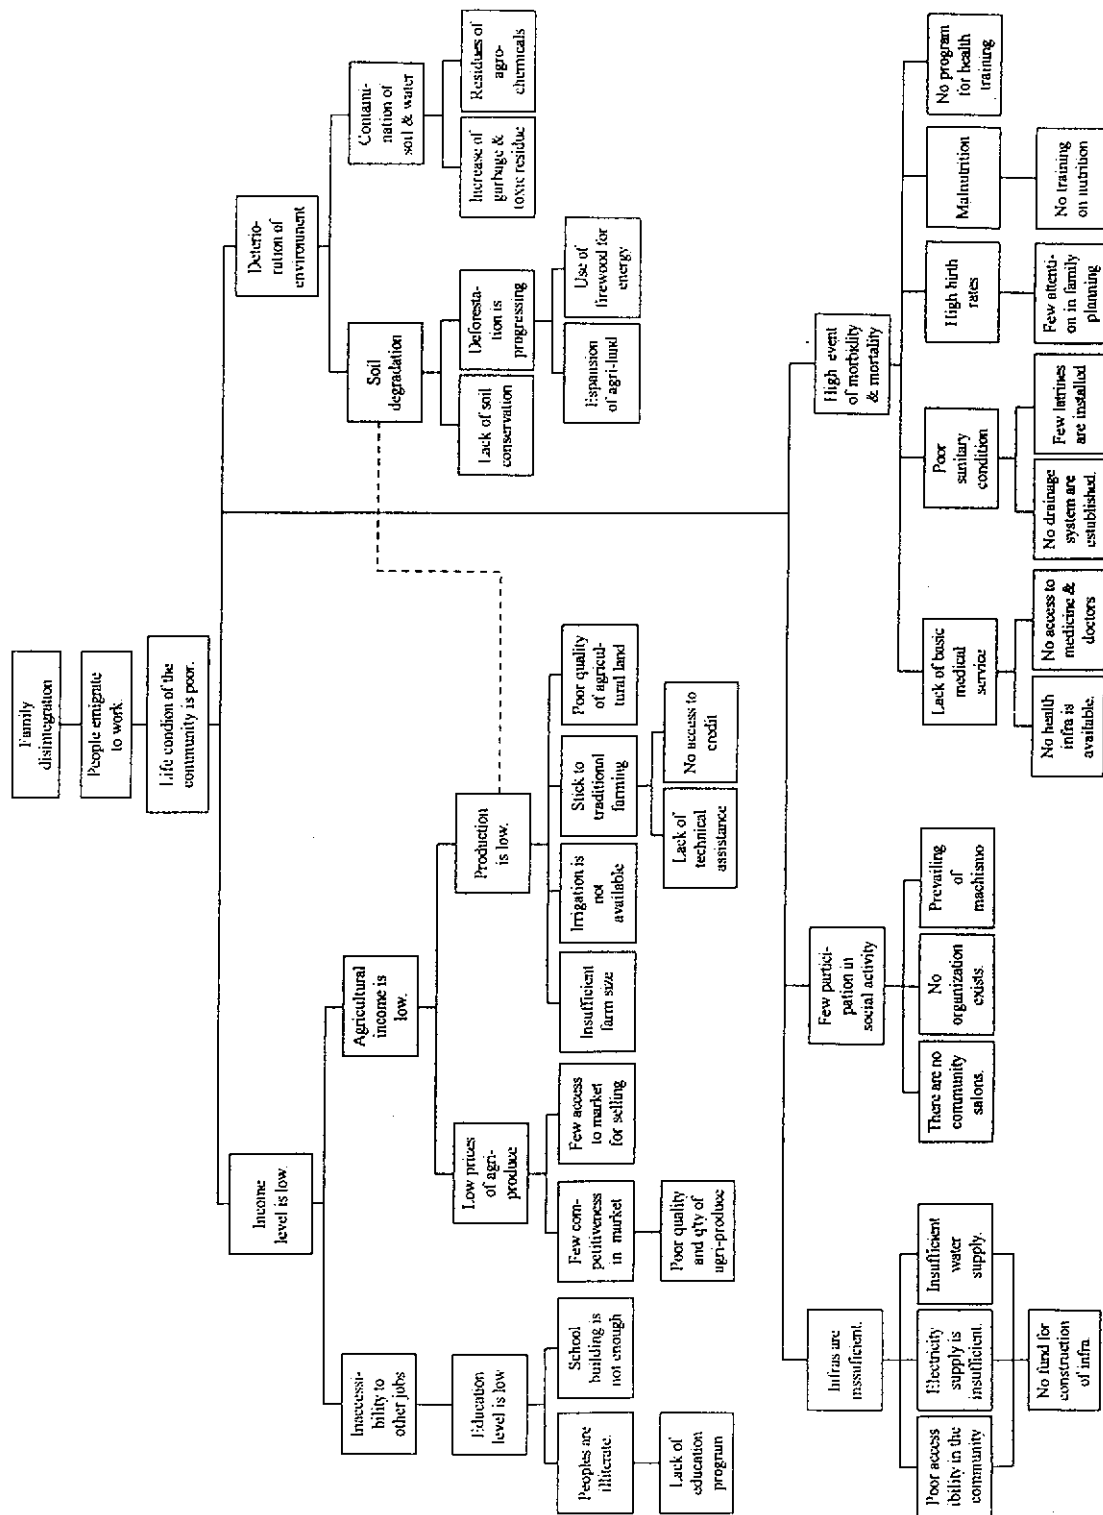 Family
disintegration
People emigrate
to work.
Life condion of the
community is poor.
Income
level is low.
Deterio-
ration of
environment
Inaccessi-
bility to
other jobs
Agricultural
income is
low.
Soil
degradation
Contami-
nation of
soil & water
Education
level is low
Low prices
of agri-
produce
Production
is low.
Lack of soil
conservation
Deforesta-
tion is
progressing
Increase of
garbage &
toxic residue
Residues of
agro-
chemicals
Peoples are
illiterate.
School
building is
not enough
Few com-
petitiveness
in market
Few access
to market
for selling
Insufficient
farm size
Irrigation is
not
available
Stick to
traditional
farming
Poor quality
of agricul-
tural land
Espansion
of agri-land
Use of
firewood for
energy
Lack of
education
program
Poor quality
and q'ty of
agri-produce
Lack of
technical
assistance
No access to
credit
Infras are
inssuficient.
Few partici-
pation in
social activity
High event
of morbidity
& mortality
Poor access
ibility in the
community
Electricity
supply is
insufficient.
Insufficient
water
supply.
There are no
community
salons.
No
organization
exists.
Prevailing
of
machismo
Lack of basic
medical
service
Poor
sanitary
condition
High birth
rates
Malnutrition
No program
for health
training
No fund for
construction
of infra
No health
infra is
available.
No access to
medicine &
doctors
No drainage
system are
established.
Few latrines
are installed
Few attenti-
on in family
planning
No training
on nutrition